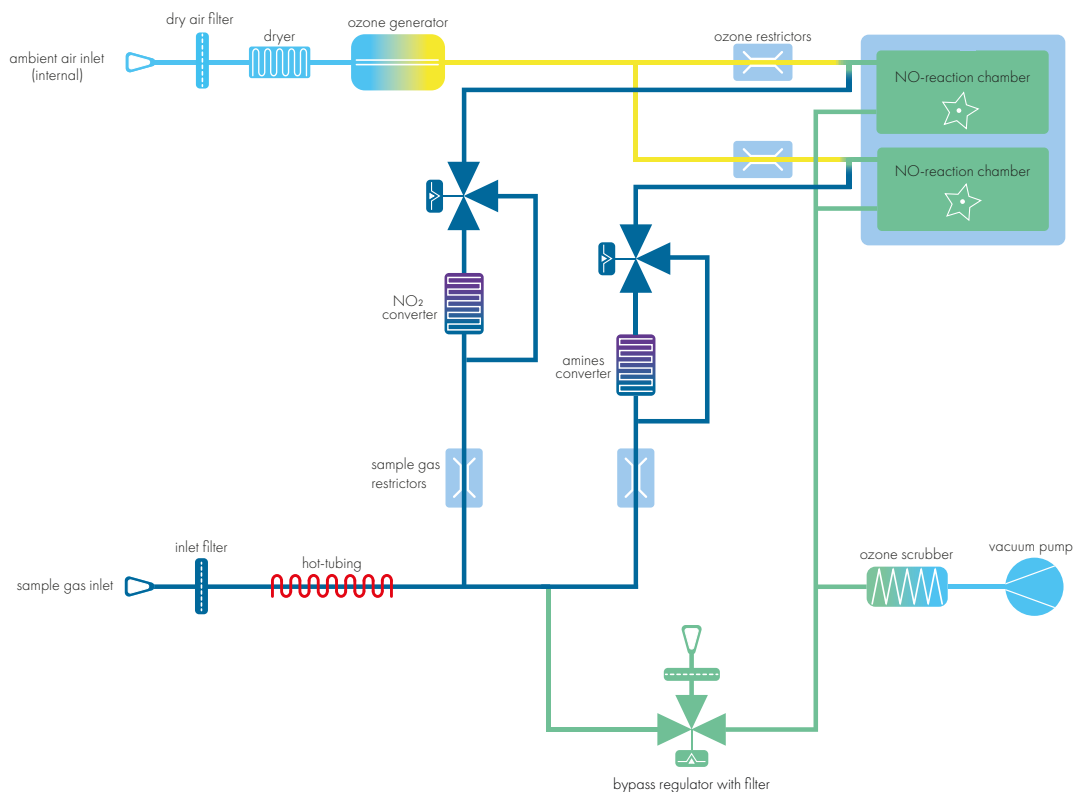 dry air filter
ozone generator
dryer
ozone restrictors
ambient air inlet
(internal)
NO-reaction chamber
NO-reaction chamber
NO₂
converter
amines
converter
sample gas
restrictors
inlet filter
hot-tubing
ozone scrubber
vacuum pump
sample gas inlet
bypass regulator with filter